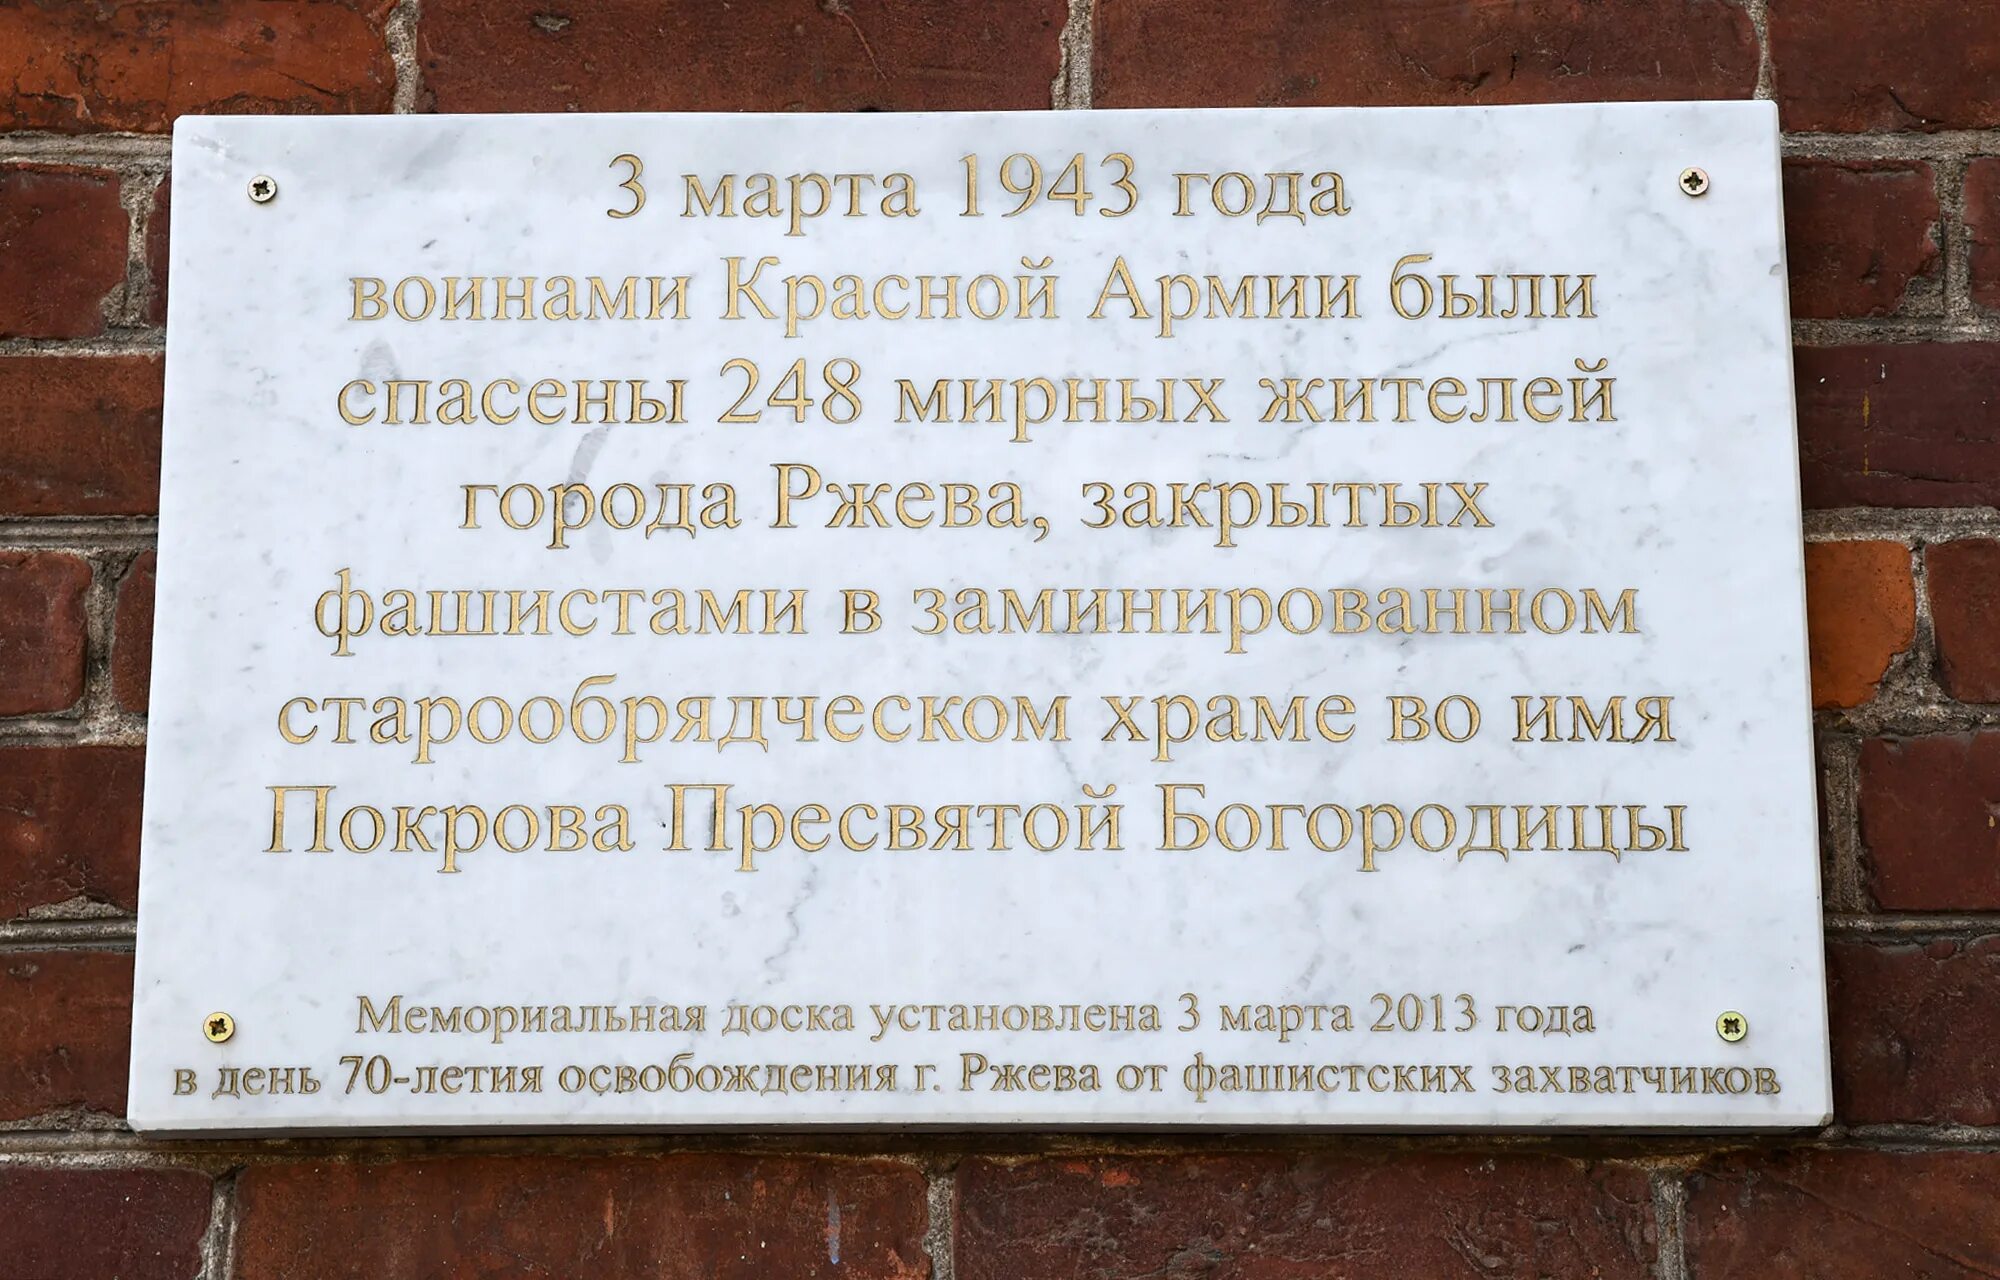 3 марта 1943 года
воинами Красной Армии были
спасены 248 мирных жителей
города Ржева, закрытых
фашистами в заминированном
старообрядческом храме во имя
Покрова Пресвятой Богородицы
Мемориальная доска установлена 3 марта 2013 года
в день 70-летия освобождения г. Ржева от фашистских захватчиков